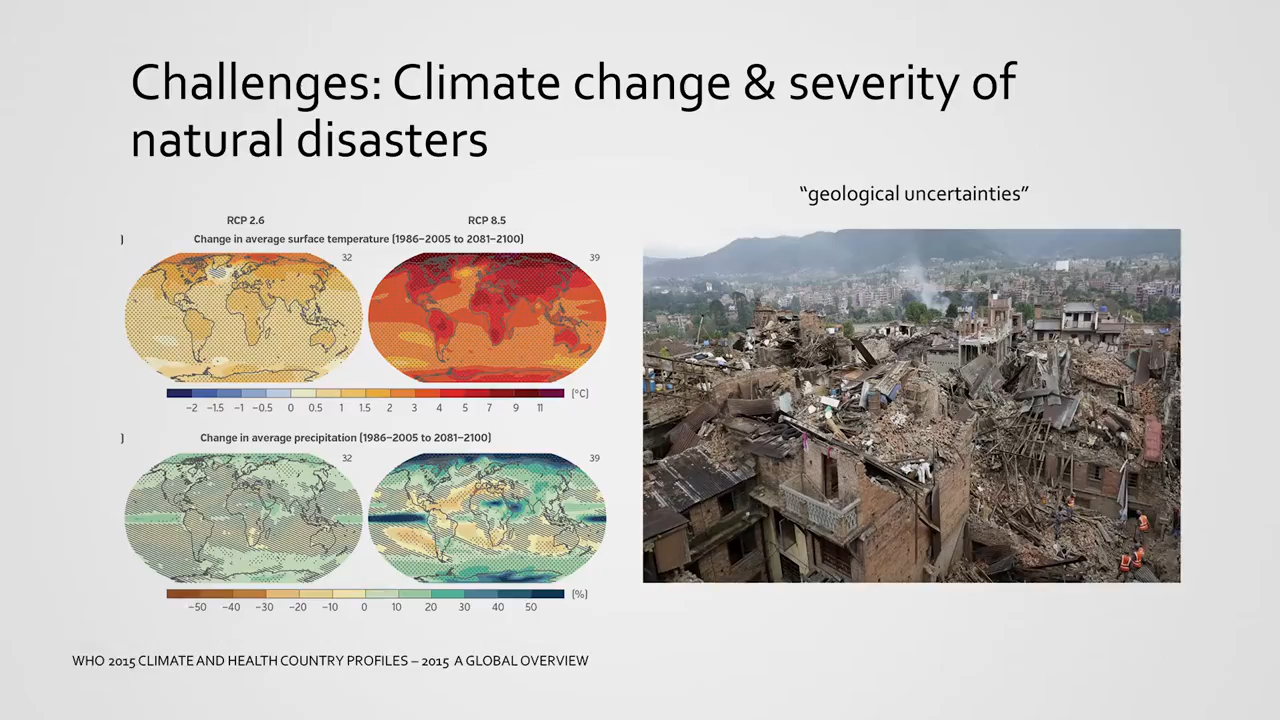 Challenges: Climate change & severity of
natural disasters
“geological uncertainties”
RCP 2.6
RCP 8.5
)
Change in average surface temperature (1986–2005 to 2081–2100)
32
39
(°C)
−2 −1.5 −1 −0.5 0 0.5 1 1.5 2 3 4 5 7 9 11
)
Change in average precipitation (1986–2005 to 2081–2100)
32
39
(%)
−50 −40 −30 −20 −10 0 10 20 30 40 50
WHO 2015 CLIMATE AND HEALTH COUNTRY PROFILES – 2015 A GLOBAL OVERVIEW